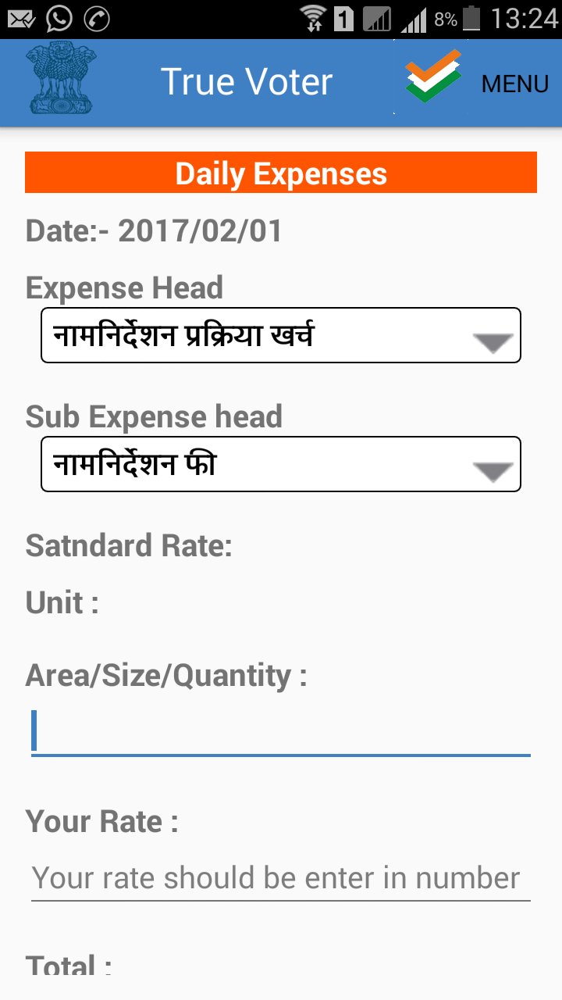 8% 13:24
True Voter MENU
Daily Expenses
Date:- 2017/02/01
Expense Head
नामनिर्देशन प्रक्रिया खर्च
Sub Expense head
नामनिर्देशन फी
Satndard Rate:
Unit :
Area/Size/Quantity :
Your Rate :
Your rate should be enter in number
Total :